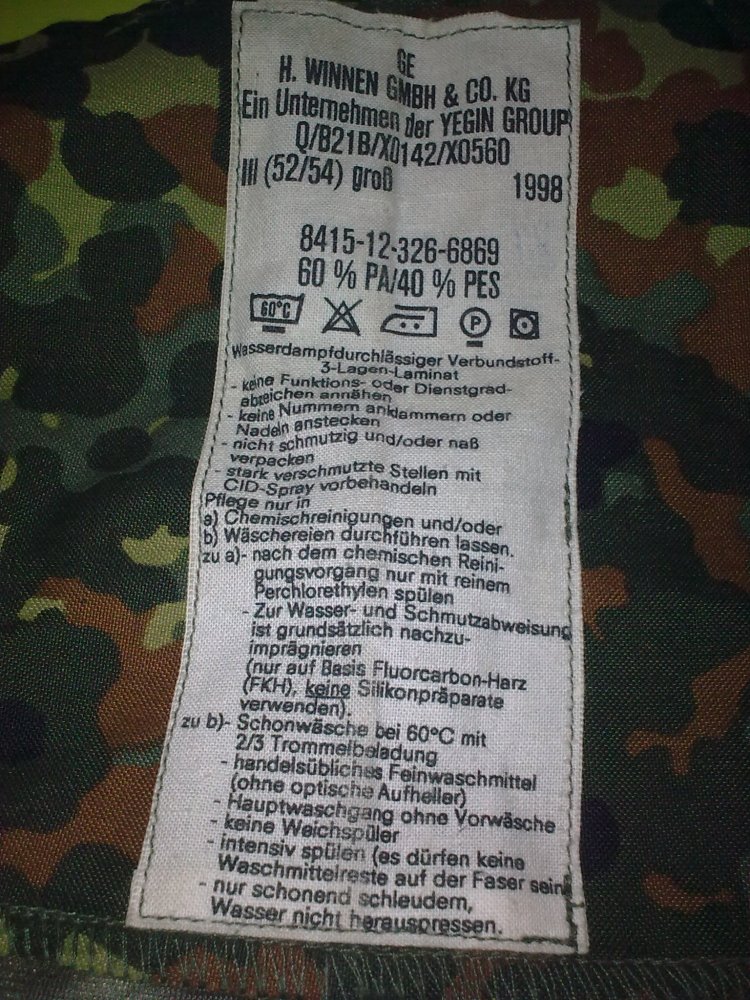 GE
H. WINNEN GMBH & CO. KG
Ein Unternehmen der YEGIN GROUP
Q/B21B/X0142/X0560
III (52/54) groß 1998
8415-12-326-6869
60 % PA/40 % PES
60°C P
Wasserdampfdurchlässiger Verbundstoff-
3-Lagen-Laminat
- keine Funktions- oder Dienstgrad-
abzeichen annähen
- keine Nummern anklammern oder
Nadeln anstecken
- nicht schmutzig und/oder naß
verpacken
- stark verschmutzte Stellen mit
CID-Spray vorbehandeln
Pflege nur in
a) Chemischreinigungen und/oder
b) Wäschereien durchführen lassen.
zu a)- nach dem chemischen Reini-
gungsvorgang nur mit reinem
Perchlorethylen spülen
- Zur Wasser- und Schmutzabweisung
ist grundsätzlich nachzu-
imprägnieren
(nur auf Basis Fluorcarbon-Harz
(FKH), keine Silikonpräparate
verwenden).
zu b)- Schonwäsche bei 60°C mit
2/3 Trommelbeladung
- handelsübliches Feinwaschmittel
(ohne optische Aufheller)
- Hauptwaschgang ohne Vorwäsche
- keine Weichspüler
- intensiv spülen (es dürfen keine
Waschmittelreste auf der Faser sein)
- nur schonend schleudern,
Wasser nicht herauspressen.